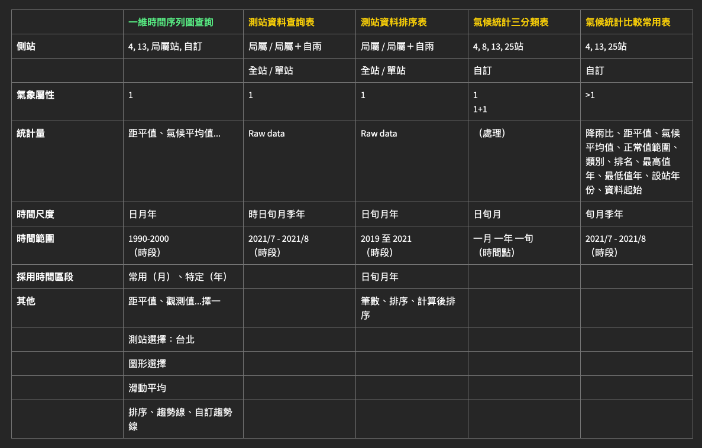 一維時間序列圖查詢 測站資料查詢表 測站資料排序表 氣候統計三分類表 氣候統計比較常用表
側站 4, 13, 局屬站, 自訂 局屬 / 局屬＋自雨 局屬 / 局屬＋自雨 4, 8, 13, 25站 4, 13, 25站
全站 / 單站 全站 / 單站 自訂 自訂
氣象屬性 1 1 1 1 >1
1+1
統計量 距平值、氣候平均值... Raw data Raw data （處理） 降雨比、距平值、氣候
平均值、正常值範圍、
類別、排名、最高值
年、最低值年、設站年
份、資料起始
時間尺度 日月年 時日旬月季年 日旬月年 日旬月 旬月季年
時間範圍 1990-2000 2021/7 - 2021/8 2019 至 2021 一月 一年 一旬 2021/7 - 2021/8
（時段） （時段） （時段） （時間點） （時段）
採用時間區段 常用（月）、特定（年） 日旬月年
其他 距平值、觀測值...擇一 筆數、排序、計算後排
序
測站選擇：台北
圖形選擇
滑動平均
排序、趨勢線、自訂趨勢
線